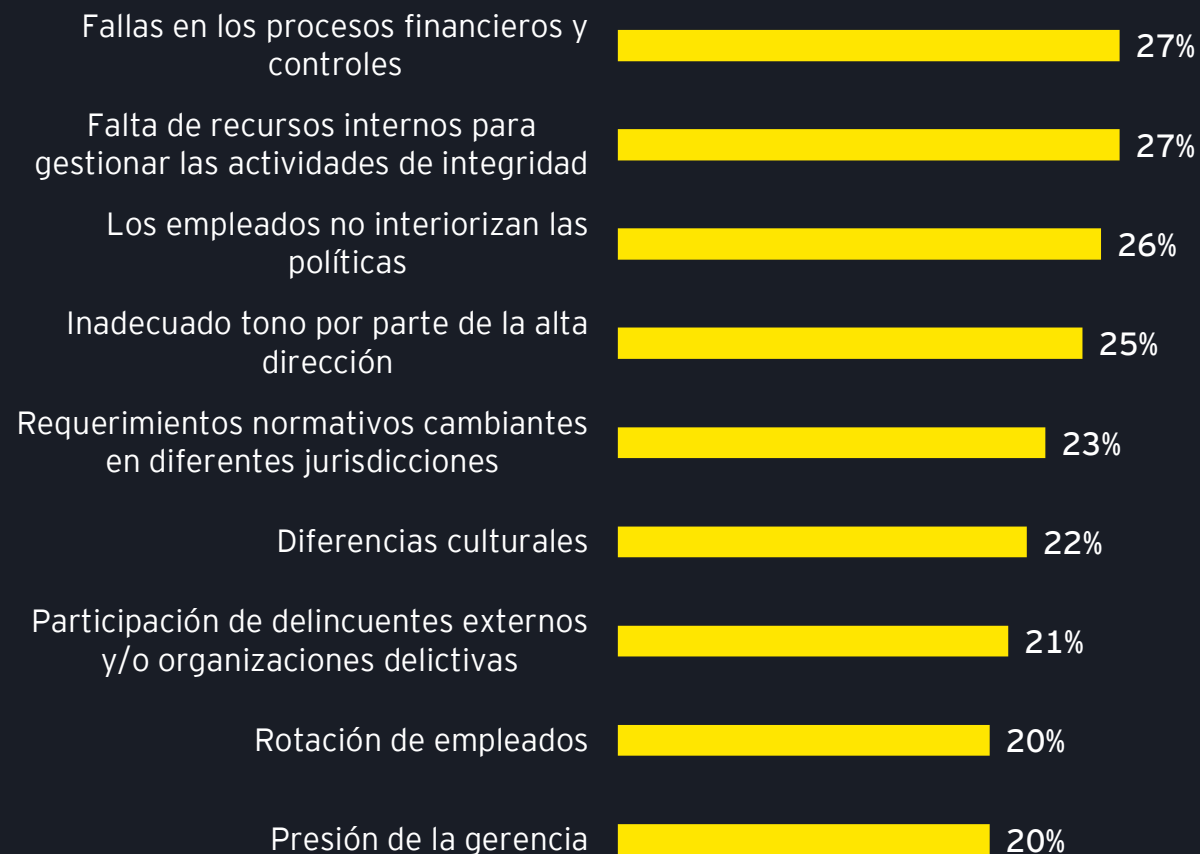 Fallas en los procesos financieros y
controles
27%
Falta de recursos internos para
gestionar las actividades de integridad
27%
Los empleados no interiorizan las
políticas
26%
Inadecuado tono por parte de la alta
dirección
25%
Requerimientos normativos cambiantes
en diferentes jurisdicciones
23%
Diferencias culturales
22%
Participación de delincuentes externos
y/o organizaciones delictivas
21%
Rotación de empleados
20%
Presión de la gerencia
20%